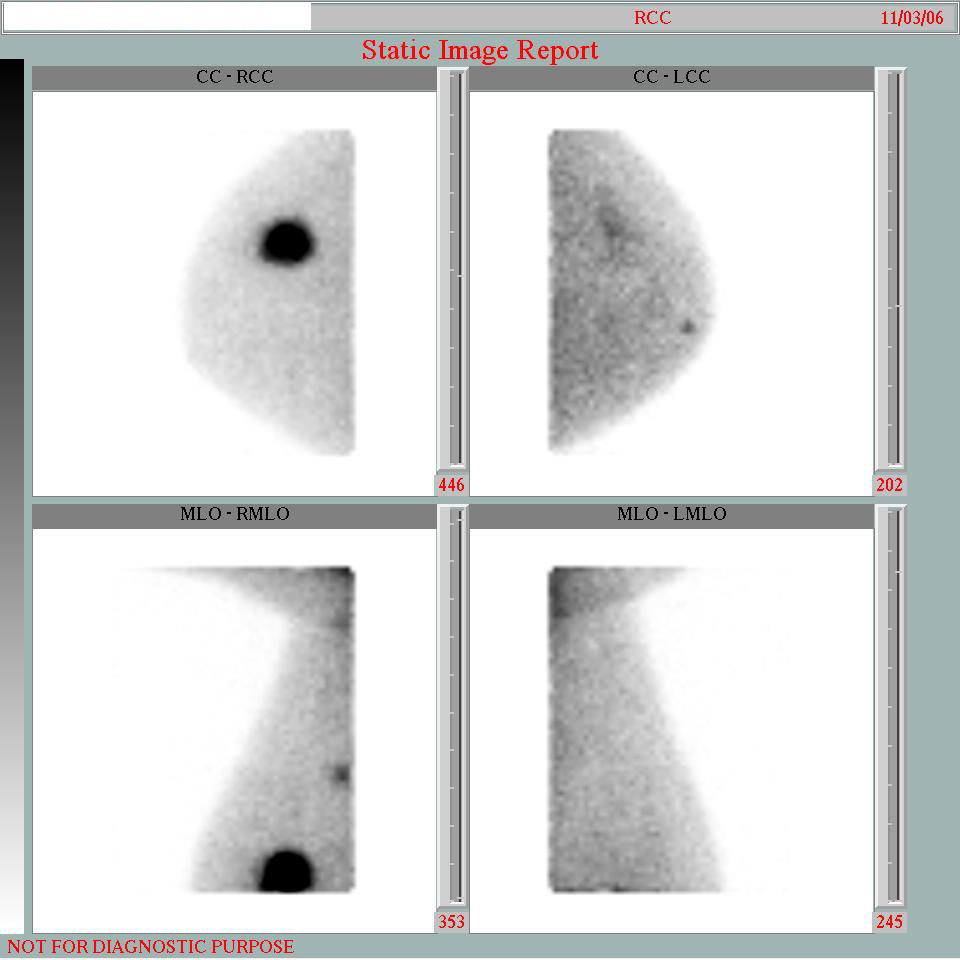 RCC 11/03/06
Static Image Report
CC - RCC
CC - LCC
446
202
MLO - RMLO
MLO - LMLO
353
245
NOT FOR DIAGNOSTIC PURPOSE